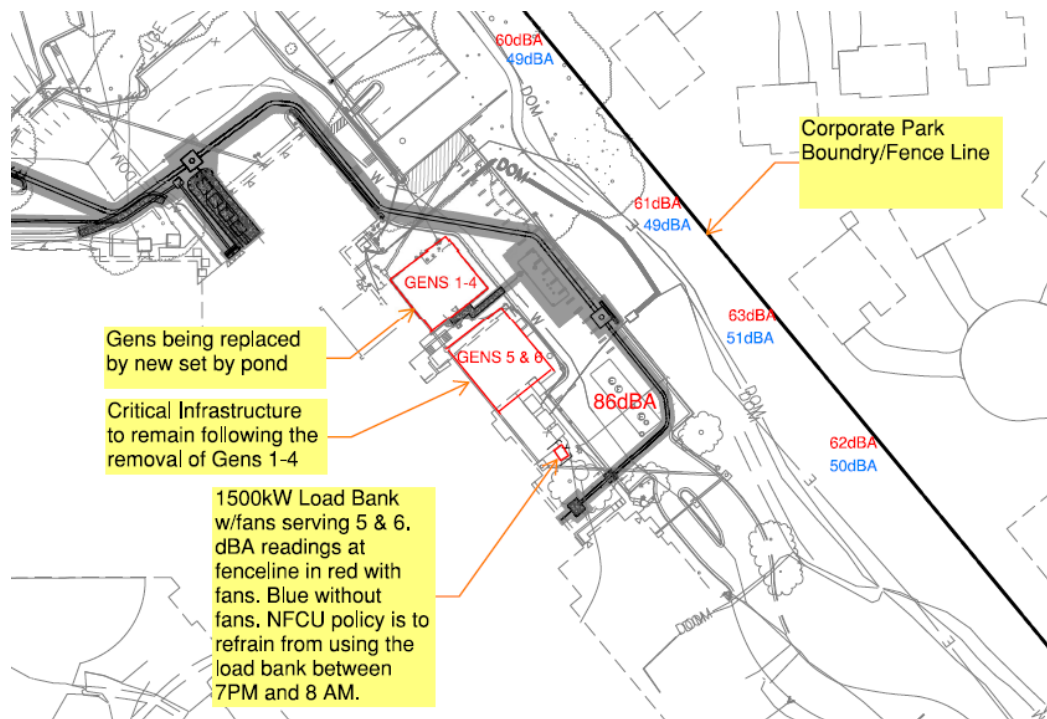 60dBA
49dBA
UGE
DOM
Corporate Park
Boundry/Fence Line
DOM
DOM
W
61dBA
49dBA
GENS 1-4
W
63dBA
51dBA
Gens being replaced
by new set by pond
GENS 5 & 6
86dBA
DOM
Critical Infrastructure
to remain following the
removal of Gens 1-4
62dBA
50dBA
1500kW Load Bank
w/fans serving 5 & 6.
dBA readings at
fenceline in red with
fans. Blue without
fans. NFCU policy is to
refrain from using the
load bank between
7PM and 8 AM.
E
E